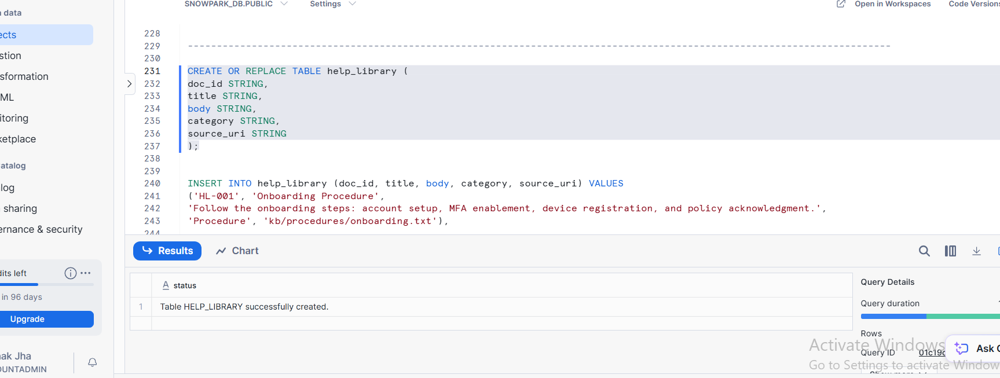 SNOWPARK_DB.PUBLIC Settings Open in Workspaces Code Versions
data
228
229 ----------------------------------------------------------------------------------------------------------------------------
230
231 CREATE OR REPLACE TABLE help_library (
232 doc_id STRING,
233 title STRING,
234 body STRING,
235 category STRING,
236 source_uri STRING
237 );
238
239
240 INSERT INTO help_library (doc_id, title, body, category, source_uri) VALUES
241 ('HL-001', 'Onboarding Procedure',
242 'Follow the onboarding steps: account setup, MFA enablement, device registration, and policy acknowledgment.',
243 'Procedure', 'kb/procedures/onboarding.txt'),
244
ects
stion
sformation
ML
itoring
ketplace
atalog
log
sharing
ernance & security
dits left
in 96 days
Upgrade
ak Jha
OUNTADMIN
Results Chart
A status
1 Table HELP_LIBRARY successfully created.
Query Details
Query duration
Rows
Query ID 01c19c
Show more
Ask
Activate Windows
Go to Settings to activate Window